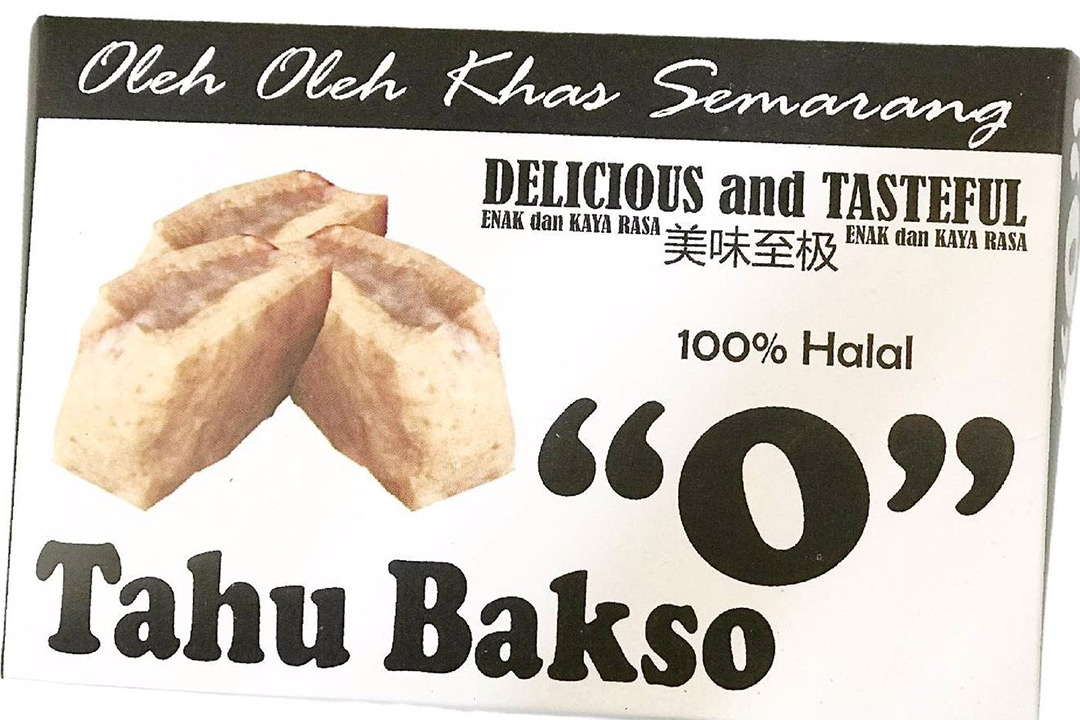 Oleh Oleh Khas Semarang
DELICIOUS and TASTEFUL
ENAK dan KAYA RASA 美味至极 ENAK dan KAYA RASA
100% Halal
“O”
Tahu Bakso